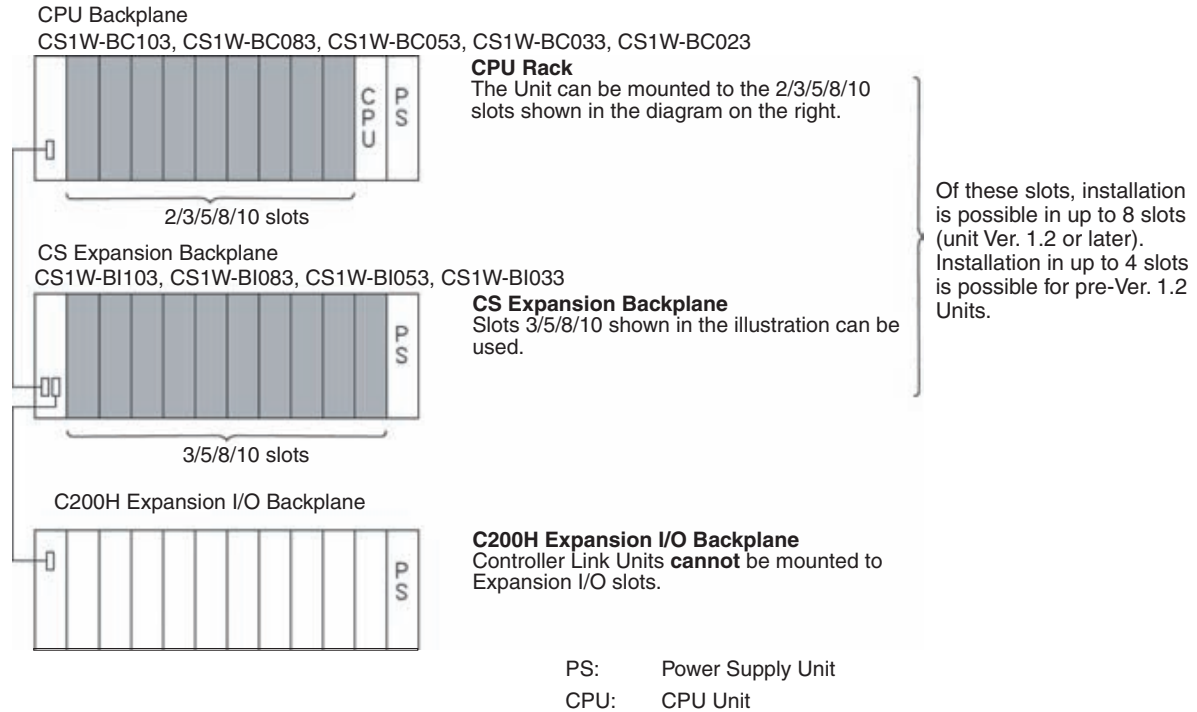 CPU Backplane
CS1W-BC103, CS1W-BC083, CS1W-BC053, CS1W-BC033, CS1W-BC023
CPU Rack
The Unit can be mounted to the 2/3/5/8/10
slots shown in the diagram on the right.
CPU
PS
2/3/5/8/10 slots
Of these slots, installation
is possible in up to 8 slots
(unit Ver. 1.2 or later).
Installation in up to 4 slots
is possible for pre-Ver. 1.2
Units.
CS Expansion Backplane
CS1W-BI103, CS1W-BI083, CS1W-BI053, CS1W-BI033
CS Expansion Backplane
Slots 3/5/8/10 shown in the illustration can be
used.
PS
3/5/8/10 slots
C200H Expansion I/O Backplane
C200H Expansion I/O Backplane
Controller Link Units cannot be mounted to
Expansion I/O slots.
PS
PS: Power Supply Unit
CPU: CPU Unit